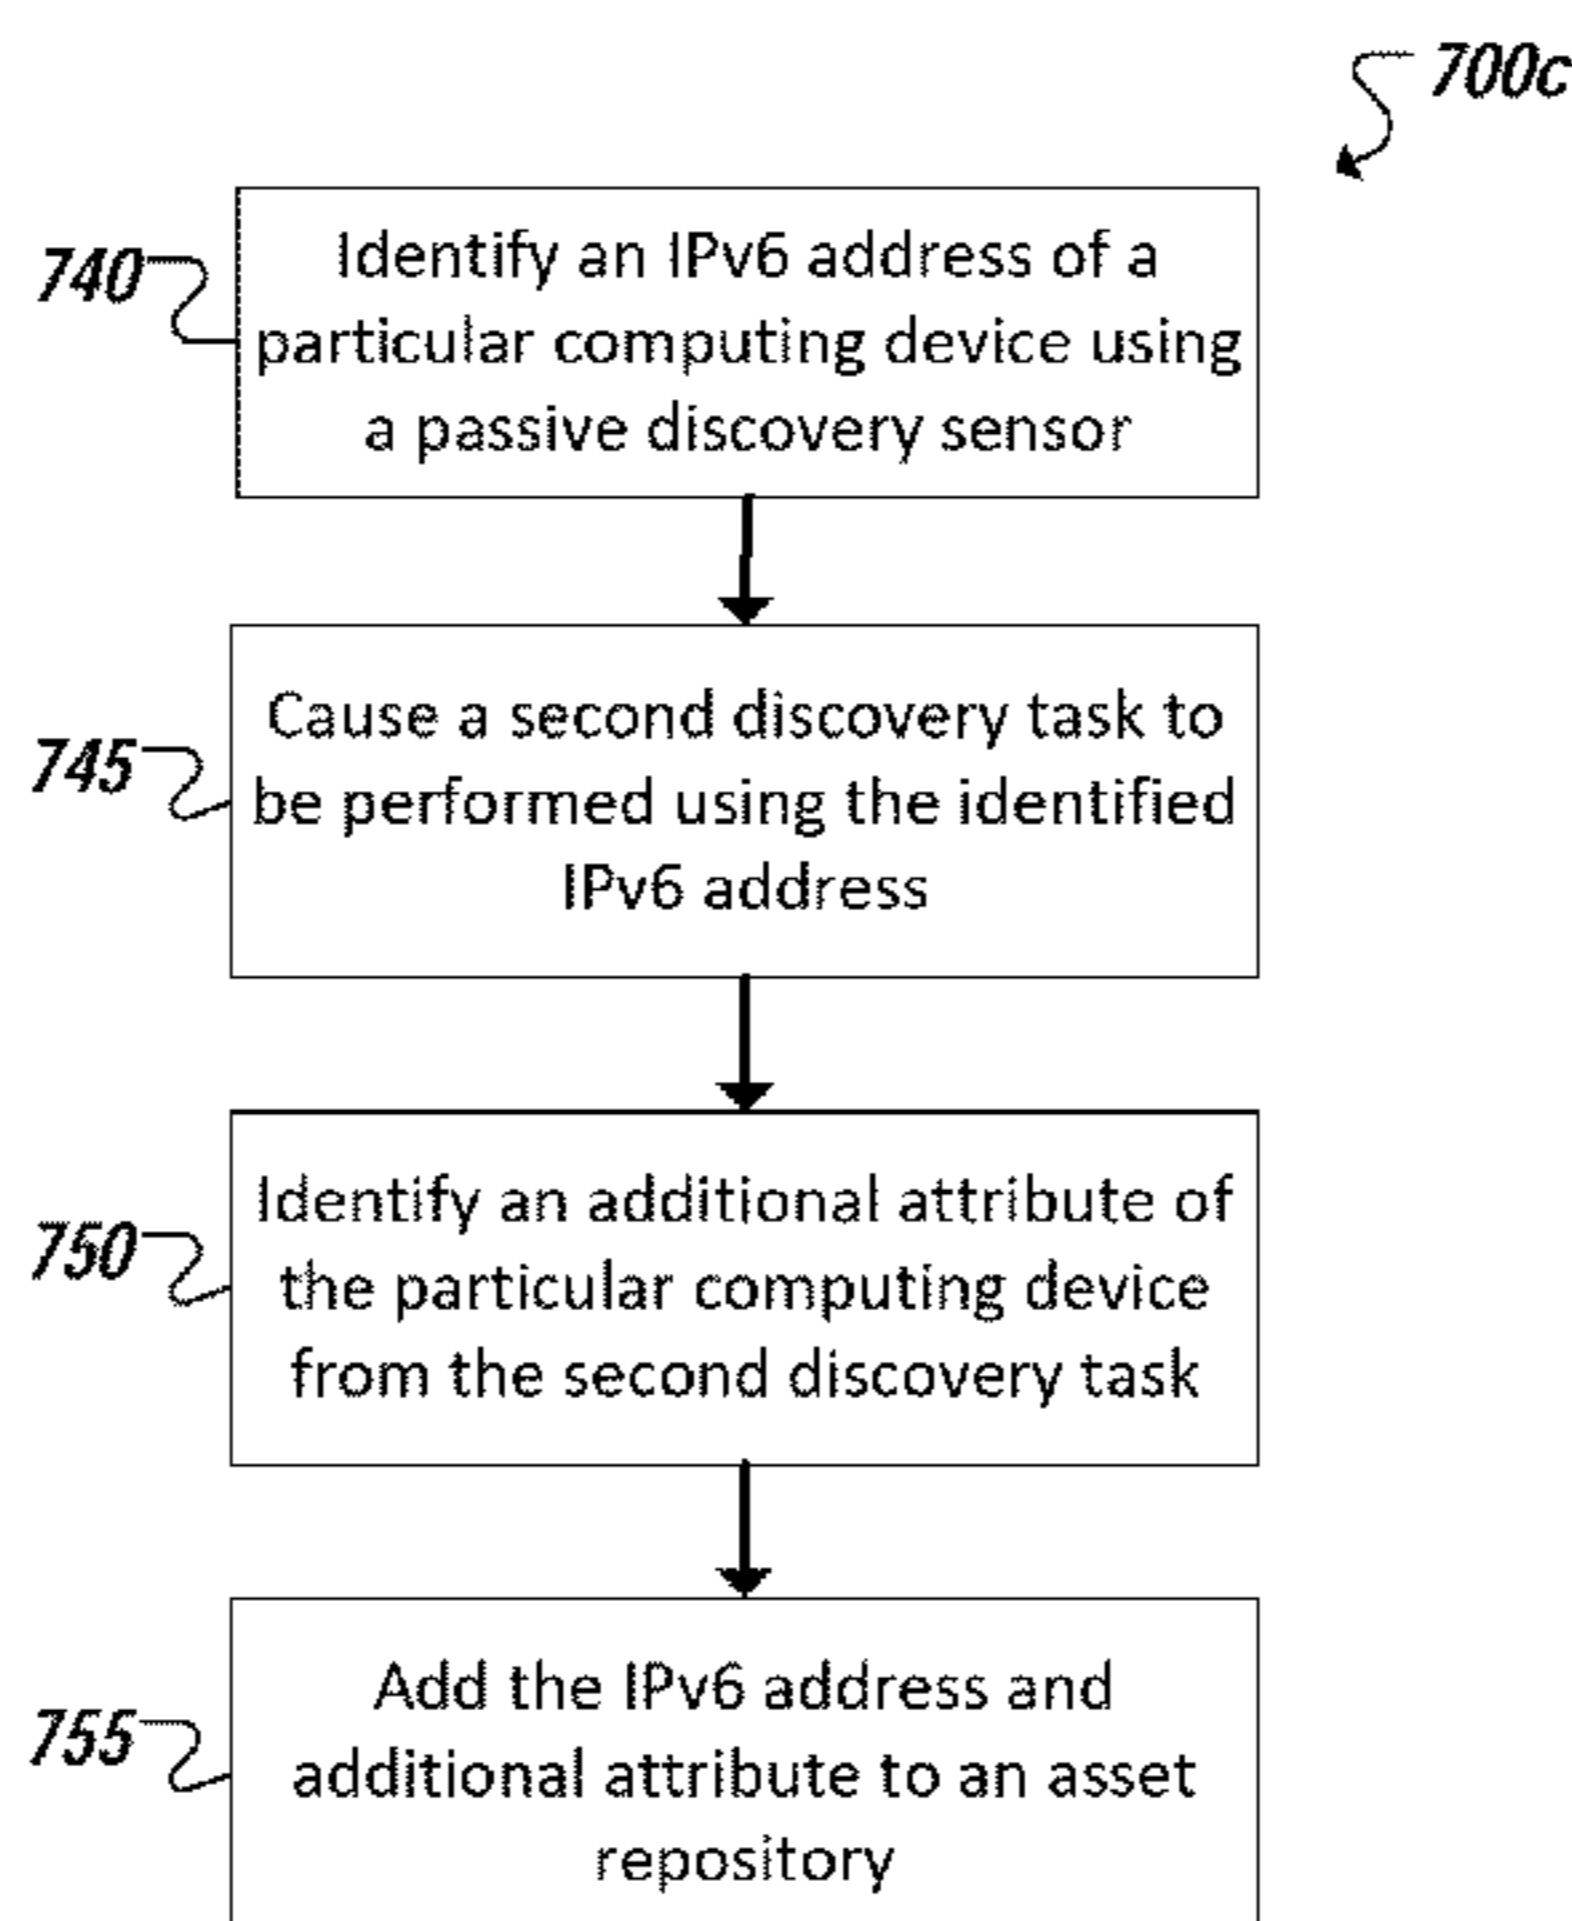 700c
740
Identify an IPv6 address of a
particular computing device using
a passive discovery sensor
745
Cause a second discovery task to
be performed using the identified
IPv6 address
750
Identify an additional attribute of
the particular computing device
from the second discovery task
755
Add the IPv6 address and
additional attribute to an asset
repository